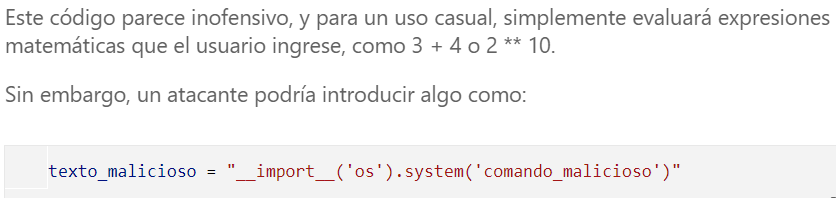 Este código parece inofensivo, y para un uso casual, simplemente evaluará expresiones
matemáticas que el usuario ingrese, como 3 + 4 o 2 ** 10.
Sin embargo, un atacante podría introducir algo como:
texto_malicioso = "__import__('os').system('comando_malicioso')"